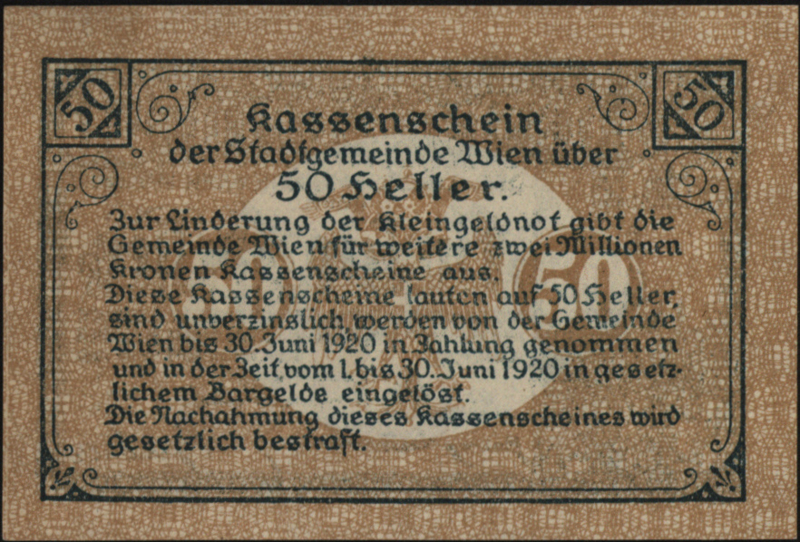 50 50
Kassenschein
der Stadtgemeinde Wien über
50 Heller.
Zur Linderung der Kleingeldnot gibt die
Gemeinde Wien für weitere zwei Millionen
Kronen Kassenscheine aus.
50 50
Diese Kassenscheine lauten auf 50 Heller,
sind unverzinslich, werden von der Gemeinde
Wien bis 30. Juni 1920 in Zahlung genommen
und in der Zeit vom 1. bis 30. Juni 1920 in gesetz-
lichem Bargelde eingelöst.
Die Nachahmung dieses Kassenscheines wird
gesetzlich bestraft.